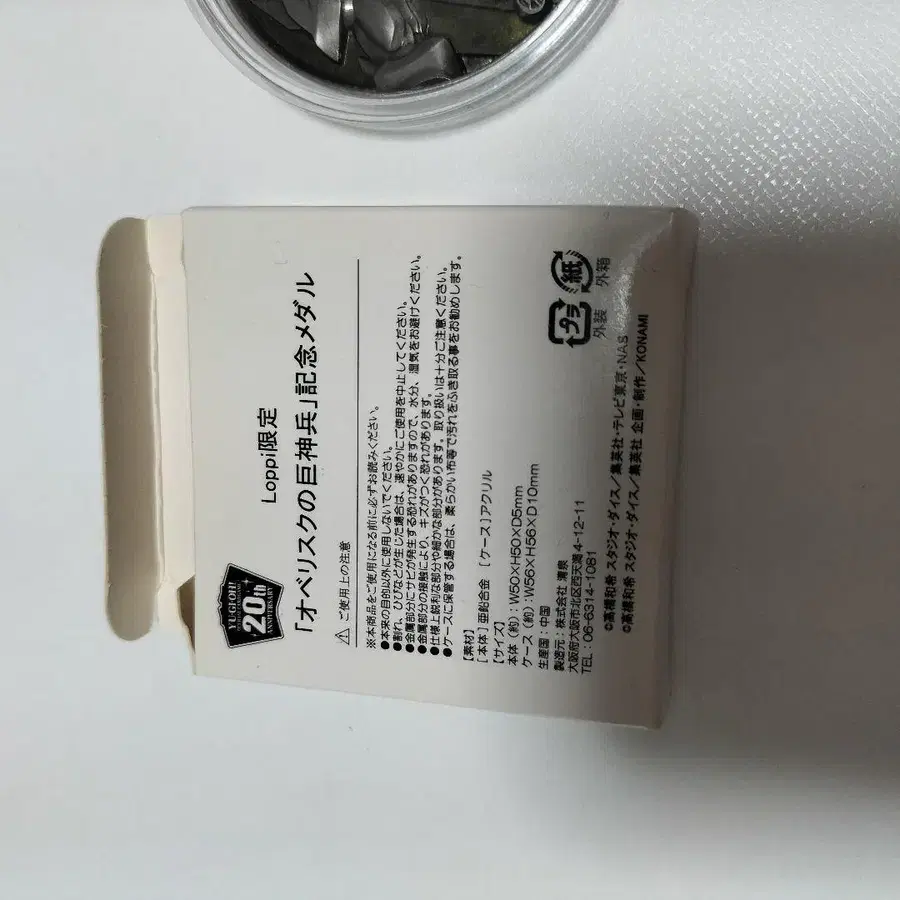 YU-GI-OH!
20th
ANNIVERSARY
Loppi限定
「オベリスクの巨神兵」記念メダル
⚠ ご使用上の注意
※本商品をご使用になる前に必ずお読みください。
●本来の目的以外に使用しないでください。
●割れ、ひびなどが生じた場合は、速やかにご使用を中止してください。
●金属部分にサビが発生する恐れがありますので、水分、湿気をお避けください。
●金属部分の接触により、キズがつく恐れがあります。
●仕様上鋭利な部分や細かな部分があります。取り扱いは十分ご注意ください。
●ケースに保管する場合は、柔らかい布等で汚れをふき取る事をお勧めします。
【素材】
[本体]亜鉛合金 [ケース]アクリル
【サイズ】
本体(約):W50×H50×D5mm
ケース(約):W56×H56×D10mm
生産国:中国
製造元:株式会社 清泉
大阪府大阪市北区西天満4-12-11
TEL:06-6314-1081
プラ 紙
外装 外箱
©高橋和希 スタジオ・ダイス/集英社・テレビ東京・NAS
©高橋和希 スタジオ・ダイス/集英社 企画・制作/KONAMI